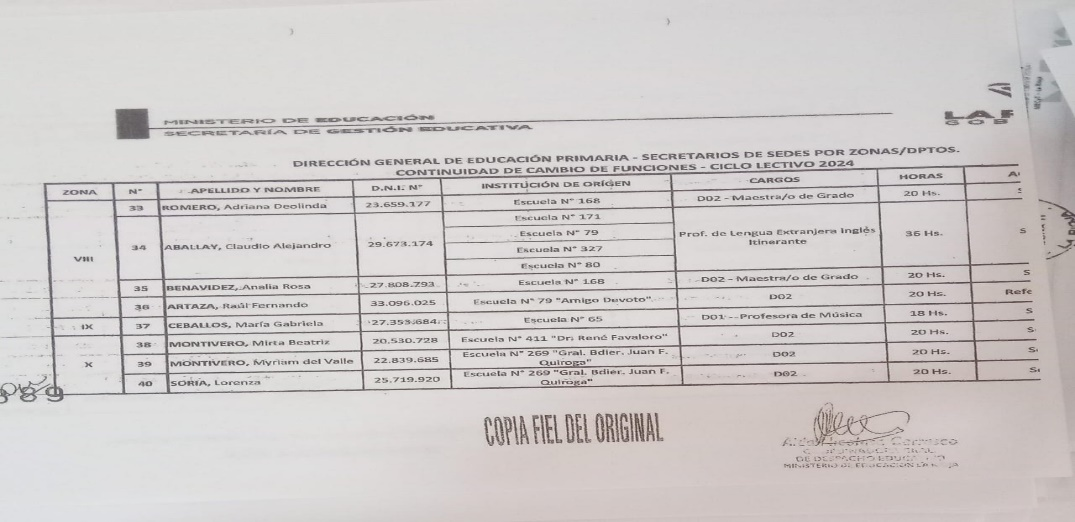 MINISTERIO DE EDUCACIÓN
SECRETARÍA DE GESTIÓN EDUCATIVA
DIRECCIÓN GENERAL DE EDUCACIÓN PRIMARIA - SECRETARIOS DE SEDES POR ZONAS/DPTOS.
CONTINUIDAD DE CAMBIO DE FUNCIONES - CICLO LECTIVO 2024
ZONA N° APELLIDO Y NOMBRE D.N.I. N° INSTITUCIÓN DE ORÍGEN CARGOS HORAS
33 ROMERO, Adriana Deolinda 23.659.177 Escuela N° 168 D02 - Maestra/o de Grado 20 Hs.
VIII 34 ABALLAY, Claudio Alejandro 29.673.174 Escuela N° 171
Escuela N° 79
Escuela N° 327
Escuela N° 80
Prof. de Lengua Extranjera Inglés
Itinerante
36 Hs. S
35 BENAVIDEZ, Analia Rosa 27.808.793 Escuela N° 168 D02 - Maestra/o de Grado 20 Hs. S
36 ARTAZA, Raúl Fernando 33.096.025 Escuela N° 79 "Amigo Devoto" D02 20 Hs. Refe
IX 37 CEBALLOS, María Gabriela 27.353.684 Escuela N° 65 D01 - Profesora de Música 18 Hs. S
38 MONTIVERO, Mirta Beatriz 20.530.728 Escuela N° 411 "Dr. René Favaloro" D02 20 Hs. S
X 39 MONTIVERO, Myriam del Valle 22.839.685 Escuela N° 269 "Gral. Bdier. Juan F.
Quiroga" D02 20 Hs.
40 SORIA, Lorenza 25.719.920 Escuela N° 269 "Gral. Bdier. Juan F.
Quiroga" D02 20 Hs.
COPIA FIEL DEL ORIGINAL
MINISTERIO DE EDUCACIÓN LA RIOJA